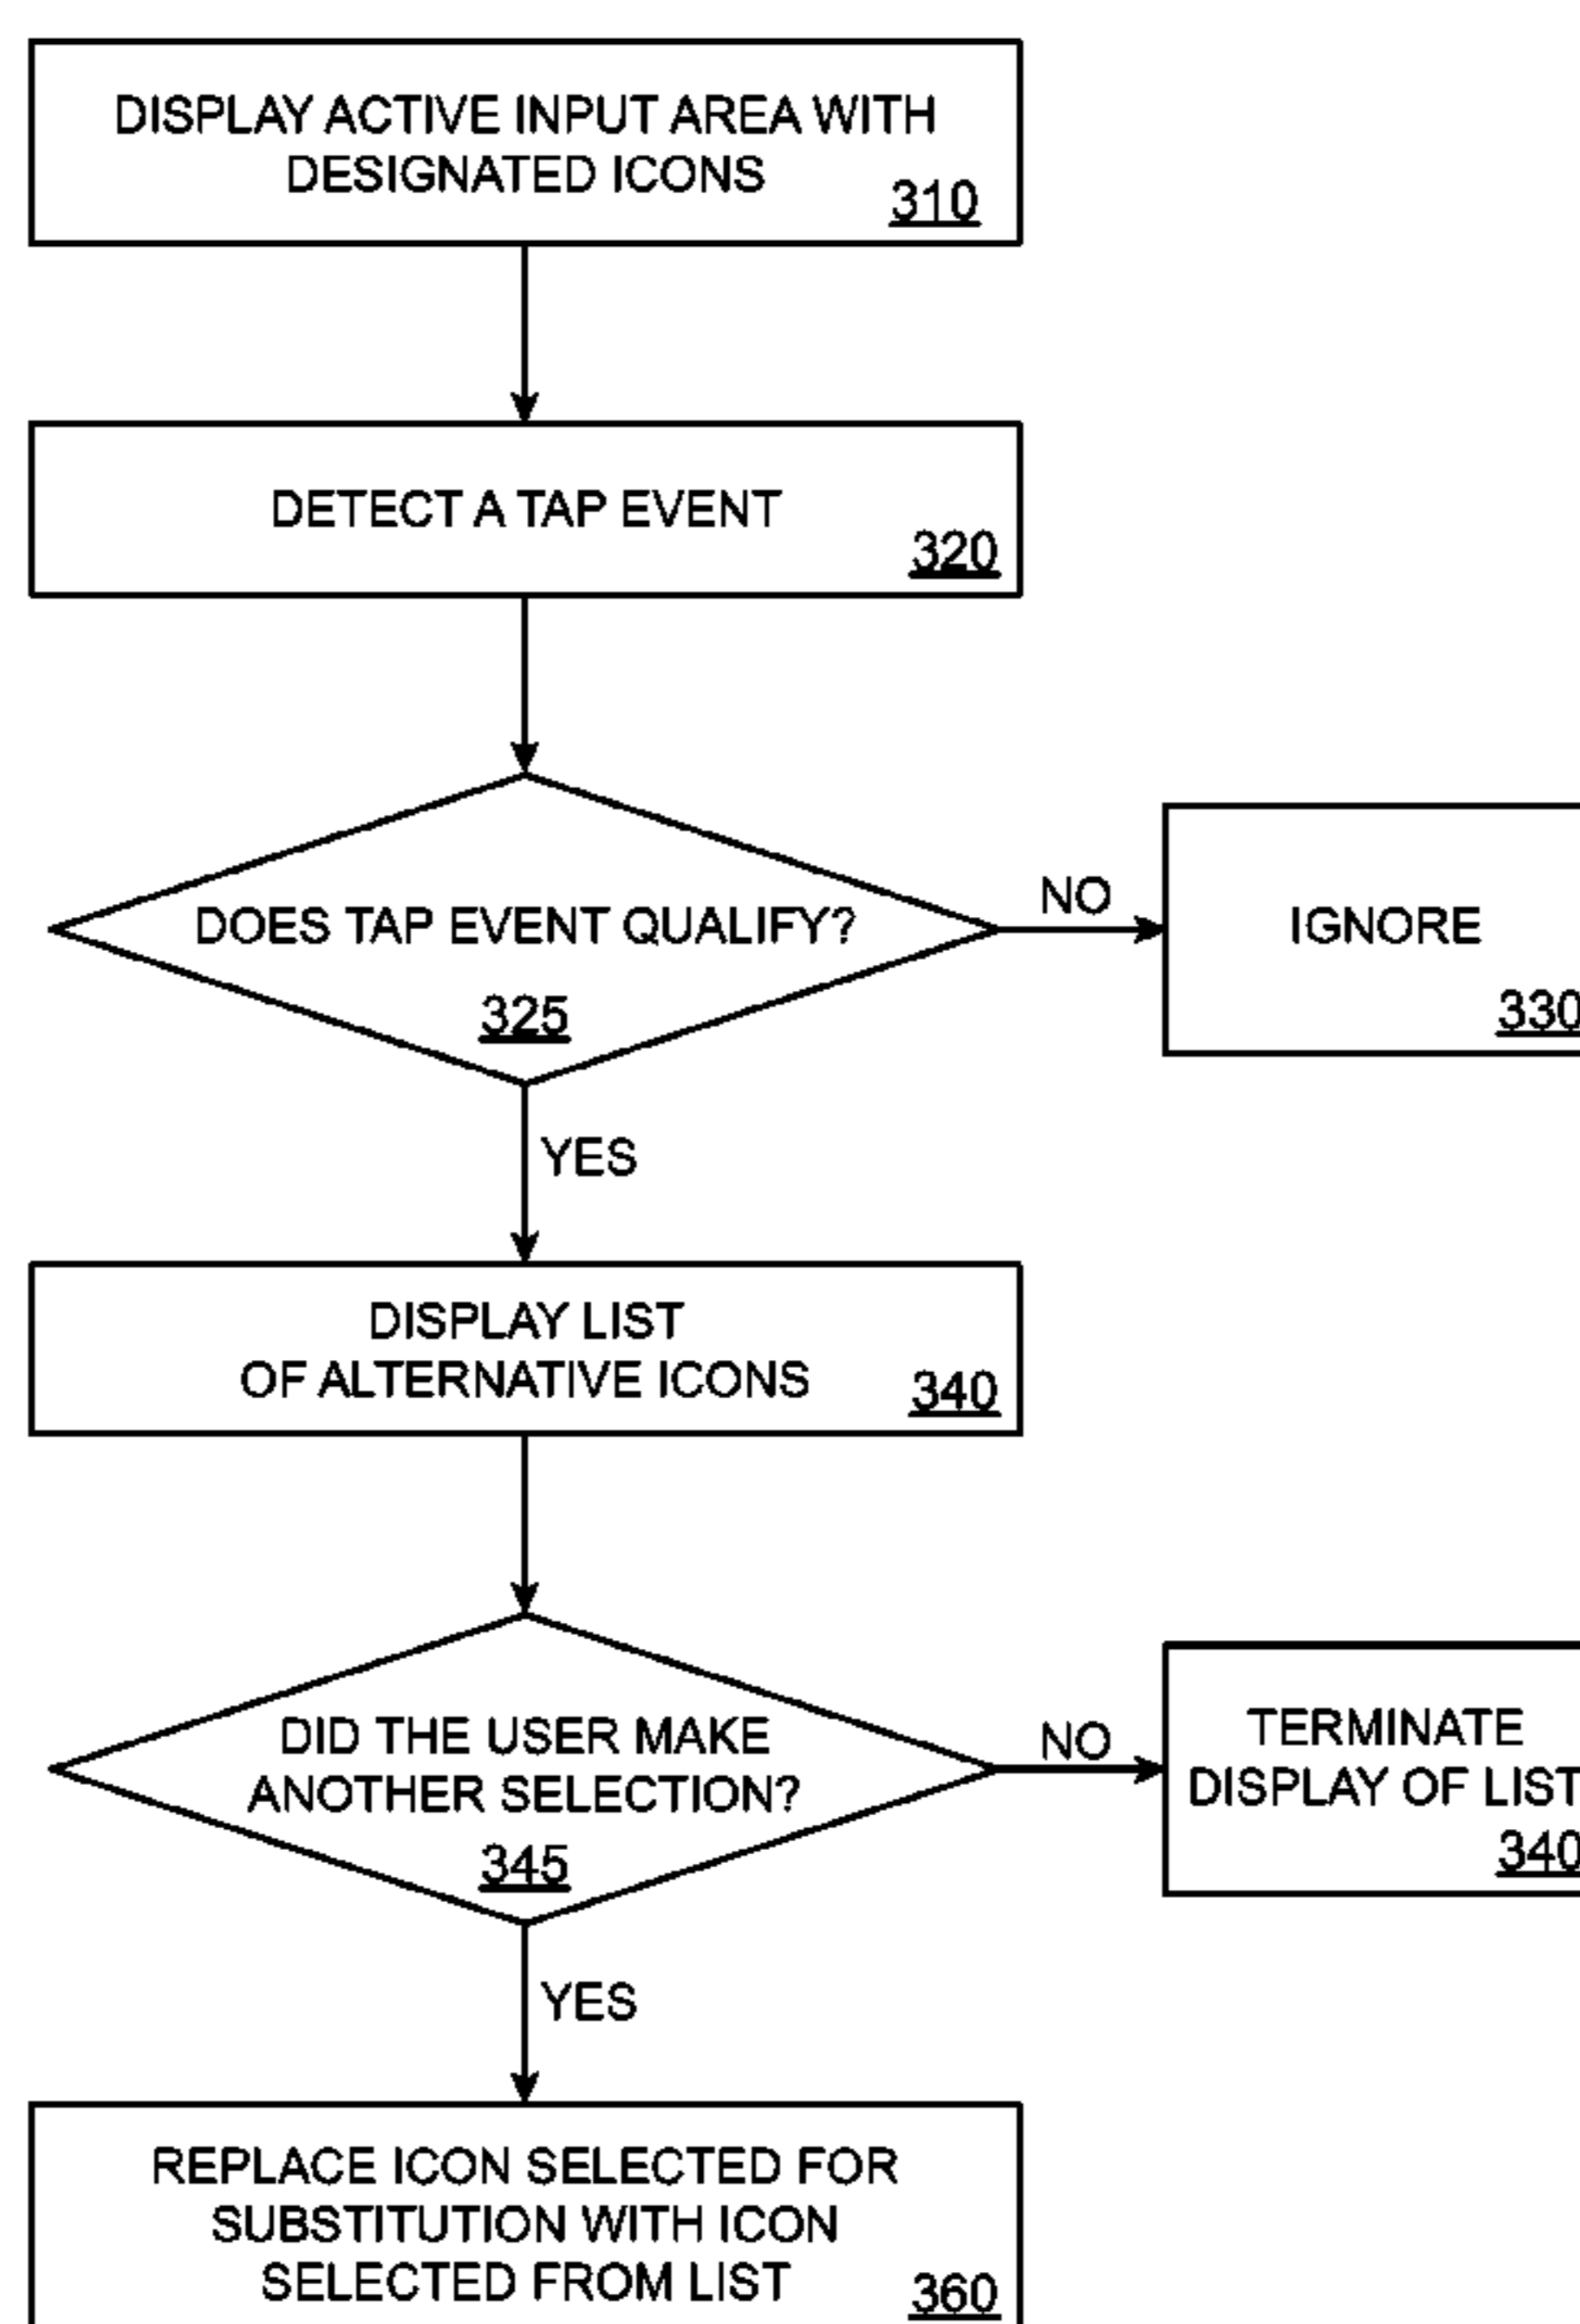 DISPLAY ACTIVE INPUT AREA WITH
DESIGNATED ICONS
310
DETECT A TAP EVENT
320
DOES TAP EVENT QUALIFY?
325
NO
IGNORE
330
YES
DISPLAY LIST
OF ALTERNATIVE ICONS
340
DID THE USER MAKE
ANOTHER SELECTION?
345
NO
TERMINATE
DISPLAY OF LIST
340
YES
REPLACE ICON SELECTED FOR
SUBSTITUTION WITH ICON
SELECTED FROM LIST
360